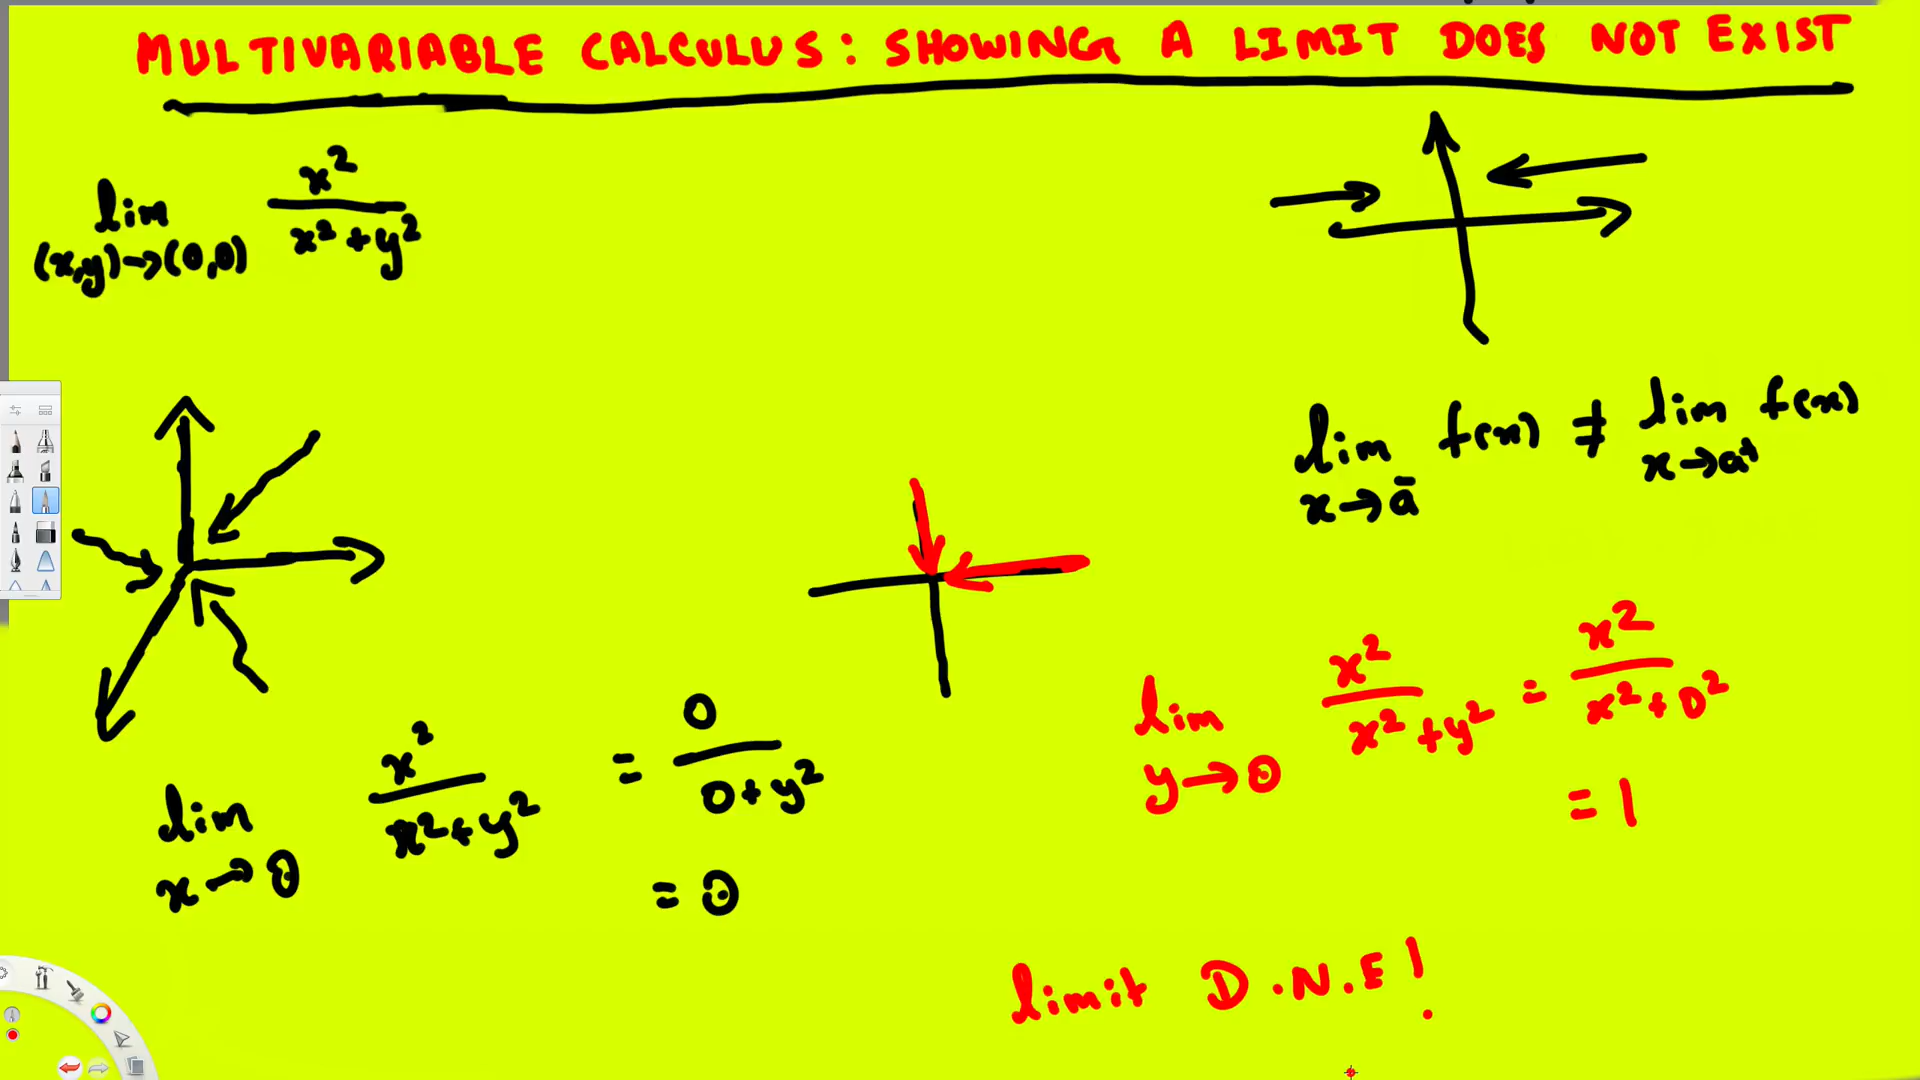 MULTIVARIABLE CALCULUS: SHOWING A LIMIT DOES NOT EXIST
lim (x,y)→(0,0) x²/(x²+y²)
lim x→a⁻ f(x) ≠ lim x→a⁺ f(x)
lim x→0 x²/(x²+y²) = 0/(0+y²)
= 0
lim y→0 x²/(x²+y²) = x²/(x²+0²)
= 1
limit D.N.E!